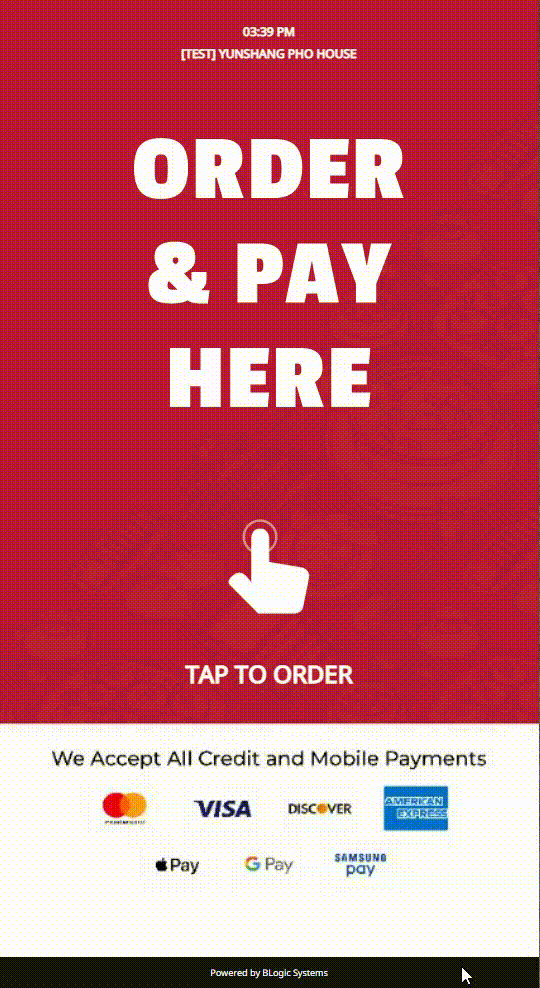 03:39 PM
[TEST] YUNSHANG PHO HOUSE
ORDER
& PAY
HERE
TAP TO ORDER
We Accept All Credit and Mobile Payments
mastercard VISA DISCOVER AMERICAN EXPRESS
Pay G Pay SAMSUNG pay
Powered by BLogic Systems